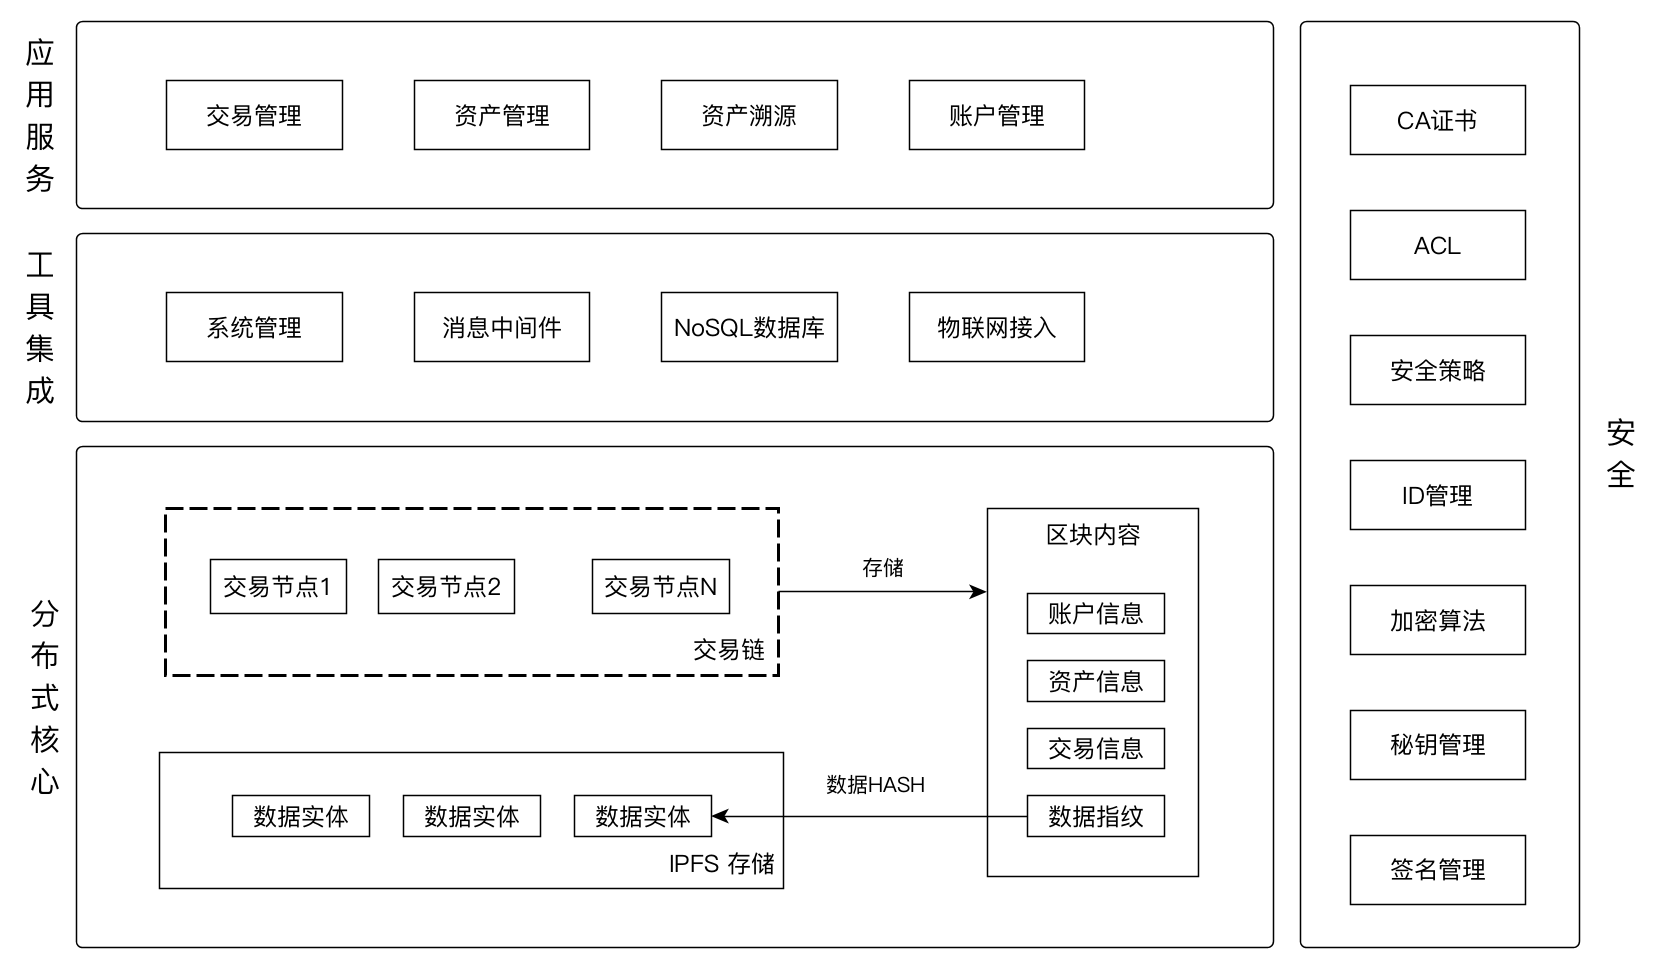 应用服务
交易管理
资产管理
资产溯源
账户管理
工具集成
系统管理
消息中间件
NoSQL数据库
物联网接入
分布式核心
交易节点1
交易节点2
交易节点N
交易链
存储
区块内容
账户信息
资产信息
交易信息
数据指纹
数据HASH
数据实体
数据实体
数据实体
IPFS 存储
安全
CA证书
ACL
安全策略
ID管理
加密算法
秘钥管理
签名管理